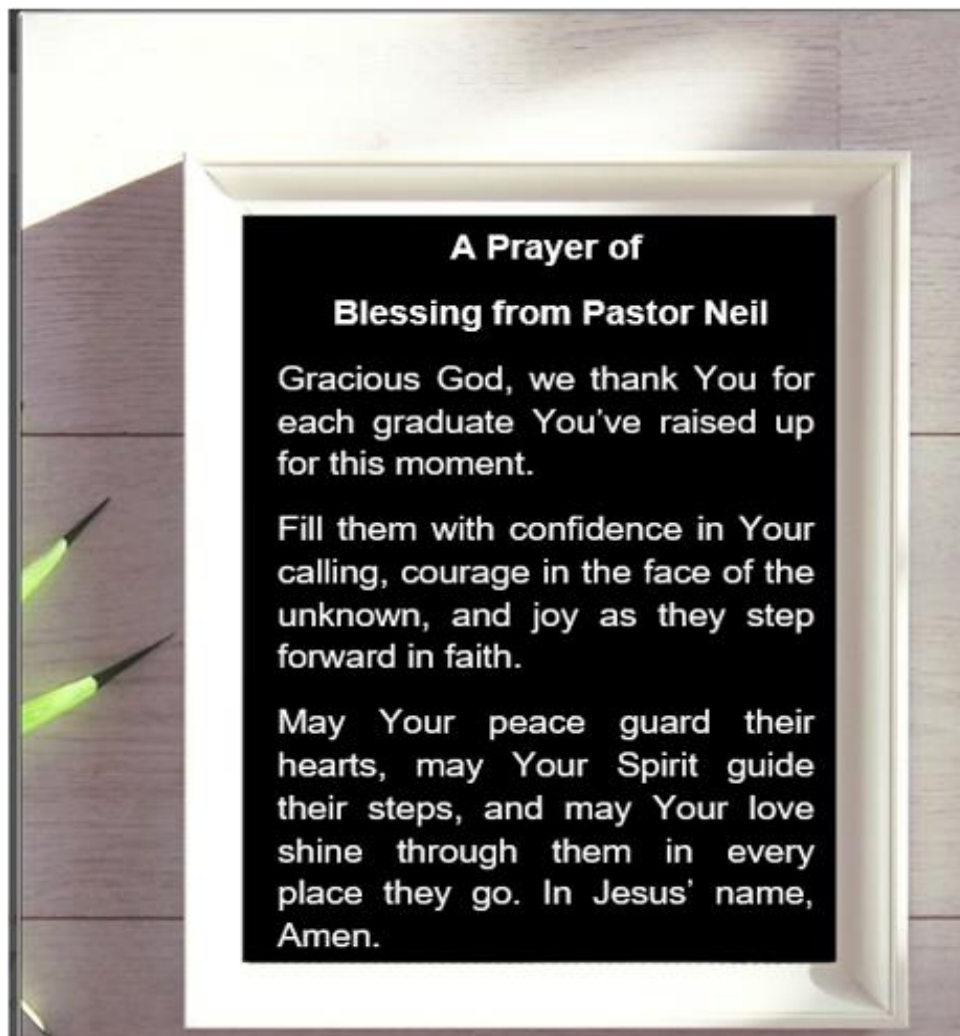 A Prayer of
Blessing from Pastor Neil
Gracious God, we thank You for
each graduate You've raised up
for this moment.
Fill them with confidence in Your
calling, courage in the face of the
unknown, and joy as they step
forward in faith.
May Your peace guard their
hearts, may Your Spirit guide
their steps, and may Your love
shine through them in every
place they go. In Jesus' name,
Amen.